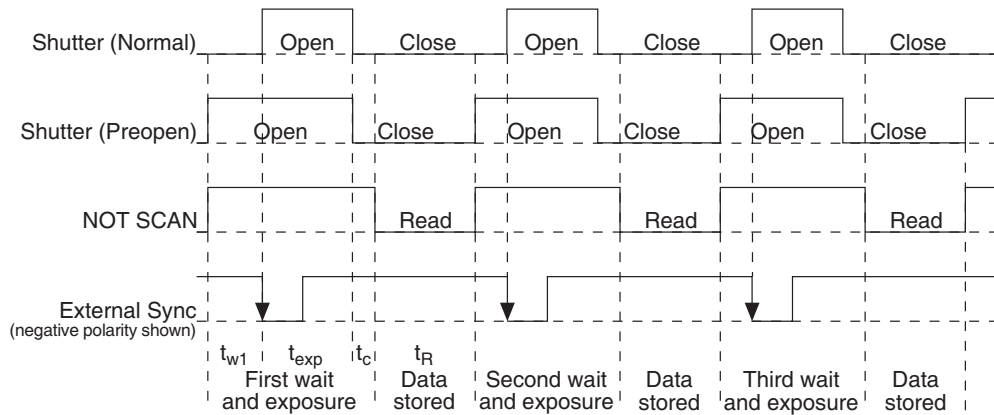 Shutter (Normal) Open Close Open Close Open Close
Shutter (Preopen) Open Close Open Close Open Close
NOT SCAN Read Read Read
External Sync
(negative polarity shown)
tw1 texp tc tR
First wait and exposure
Data stored
Second wait and exposure
Data stored
Third wait and exposure
Data stored